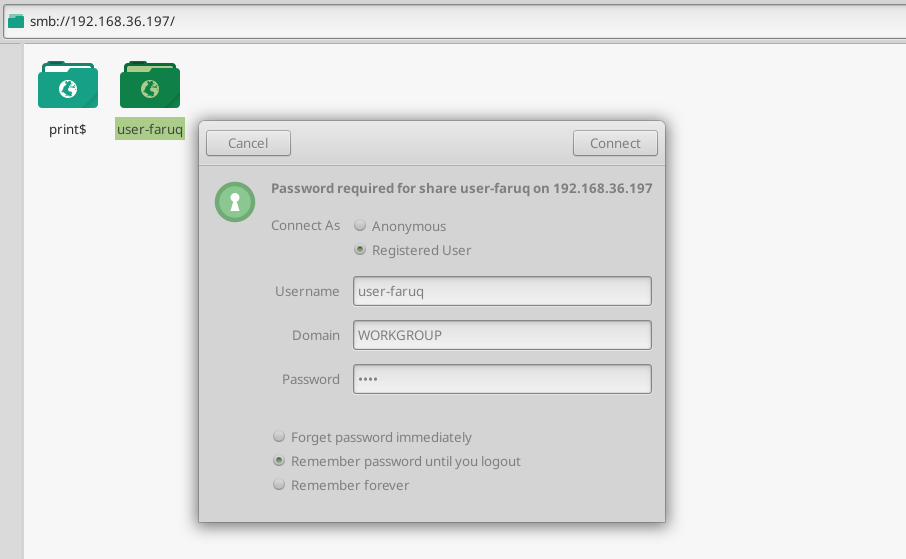 smb://192.168.36.197/
print$
user-faruq
Cancel
Connect
Password required for share user-faruq on 192.168.36.197
Connect As
Anonymous
Registered User
Username
user-faruq
Domain
WORKGROUP
Password
••••
Forget password immediately
Remember password until you logout
Remember forever